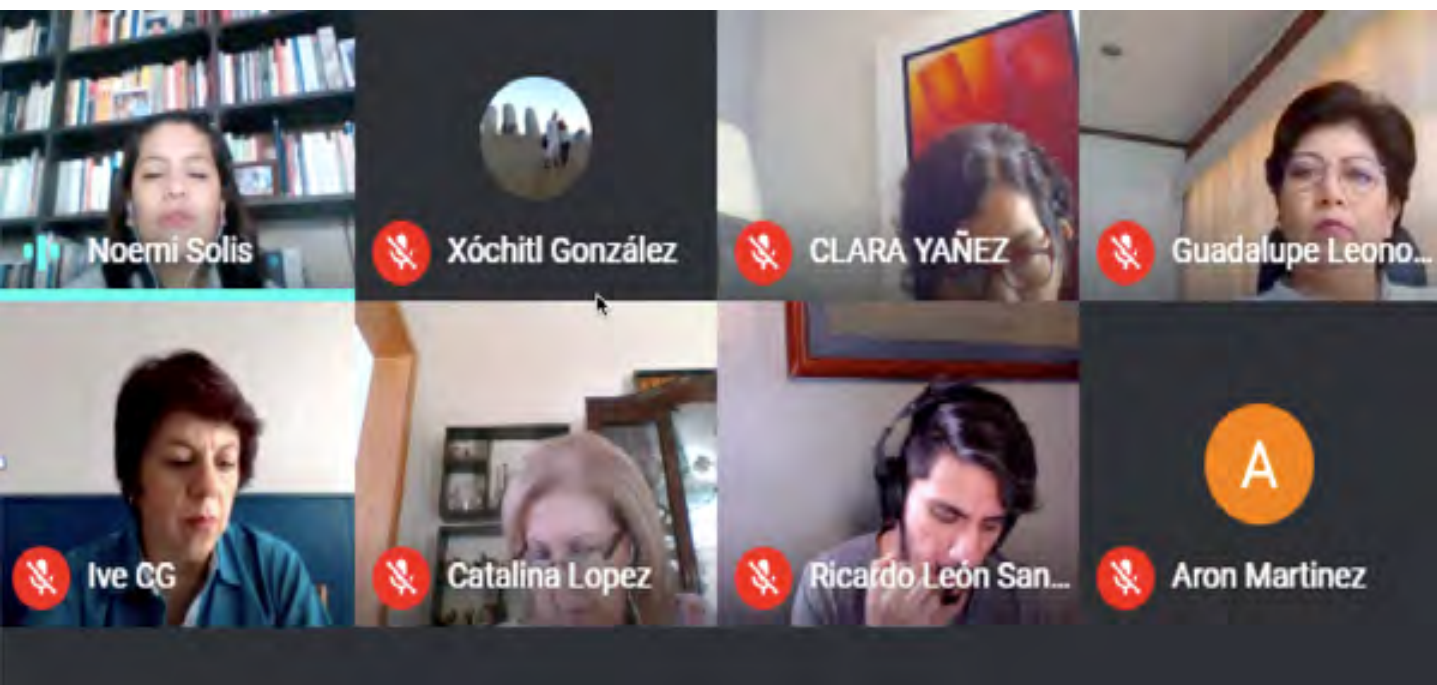 Noemi Solis
Xóchitl González
CLARA YAÑEZ
Guadalupe Leono...
Ive CG
Catalina Lopez
Ricardo León San...
A
Aron Martinez